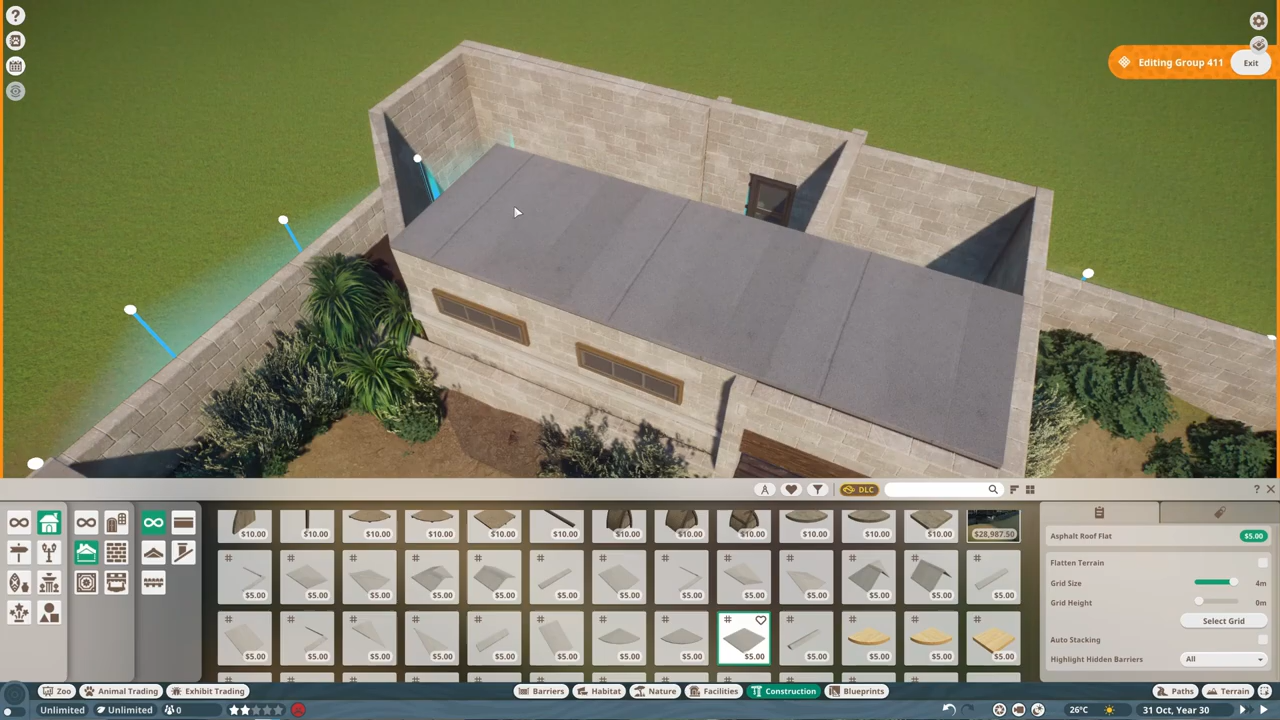 ?
Editing Group 411
Exit
A
DLC
?
$10.00 $10.00 $10.00 $10.00 $10.00 $10.00 $10.00 $10.00 $10.00 $10.00 $10.00 $10.00 $28,987.50
$5.00 $5.00 $5.00 $5.00 $5.00 $5.00 $5.00 $5.00 $5.00 $5.00 $5.00 $5.00 $5.00
$5.00 $5.00 $5.00 $5.00 $5.00 $5.00 $5.00 $5.00 $5.00 $5.00 $5.00 $5.00 $5.00
Asphalt Roof Flat $5.00
Flatten Terrain
Grid Size 4m
Grid Height 0m
Select Grid
Auto Stacking
Highlight Hidden Barriers All
Zoo Animal Trading Exhibit Trading Barriers Habitat Nature Facilities Construction Blueprints Paths Terrain
Unlimited Unlimited 0 26°C 31 Oct, Year 30